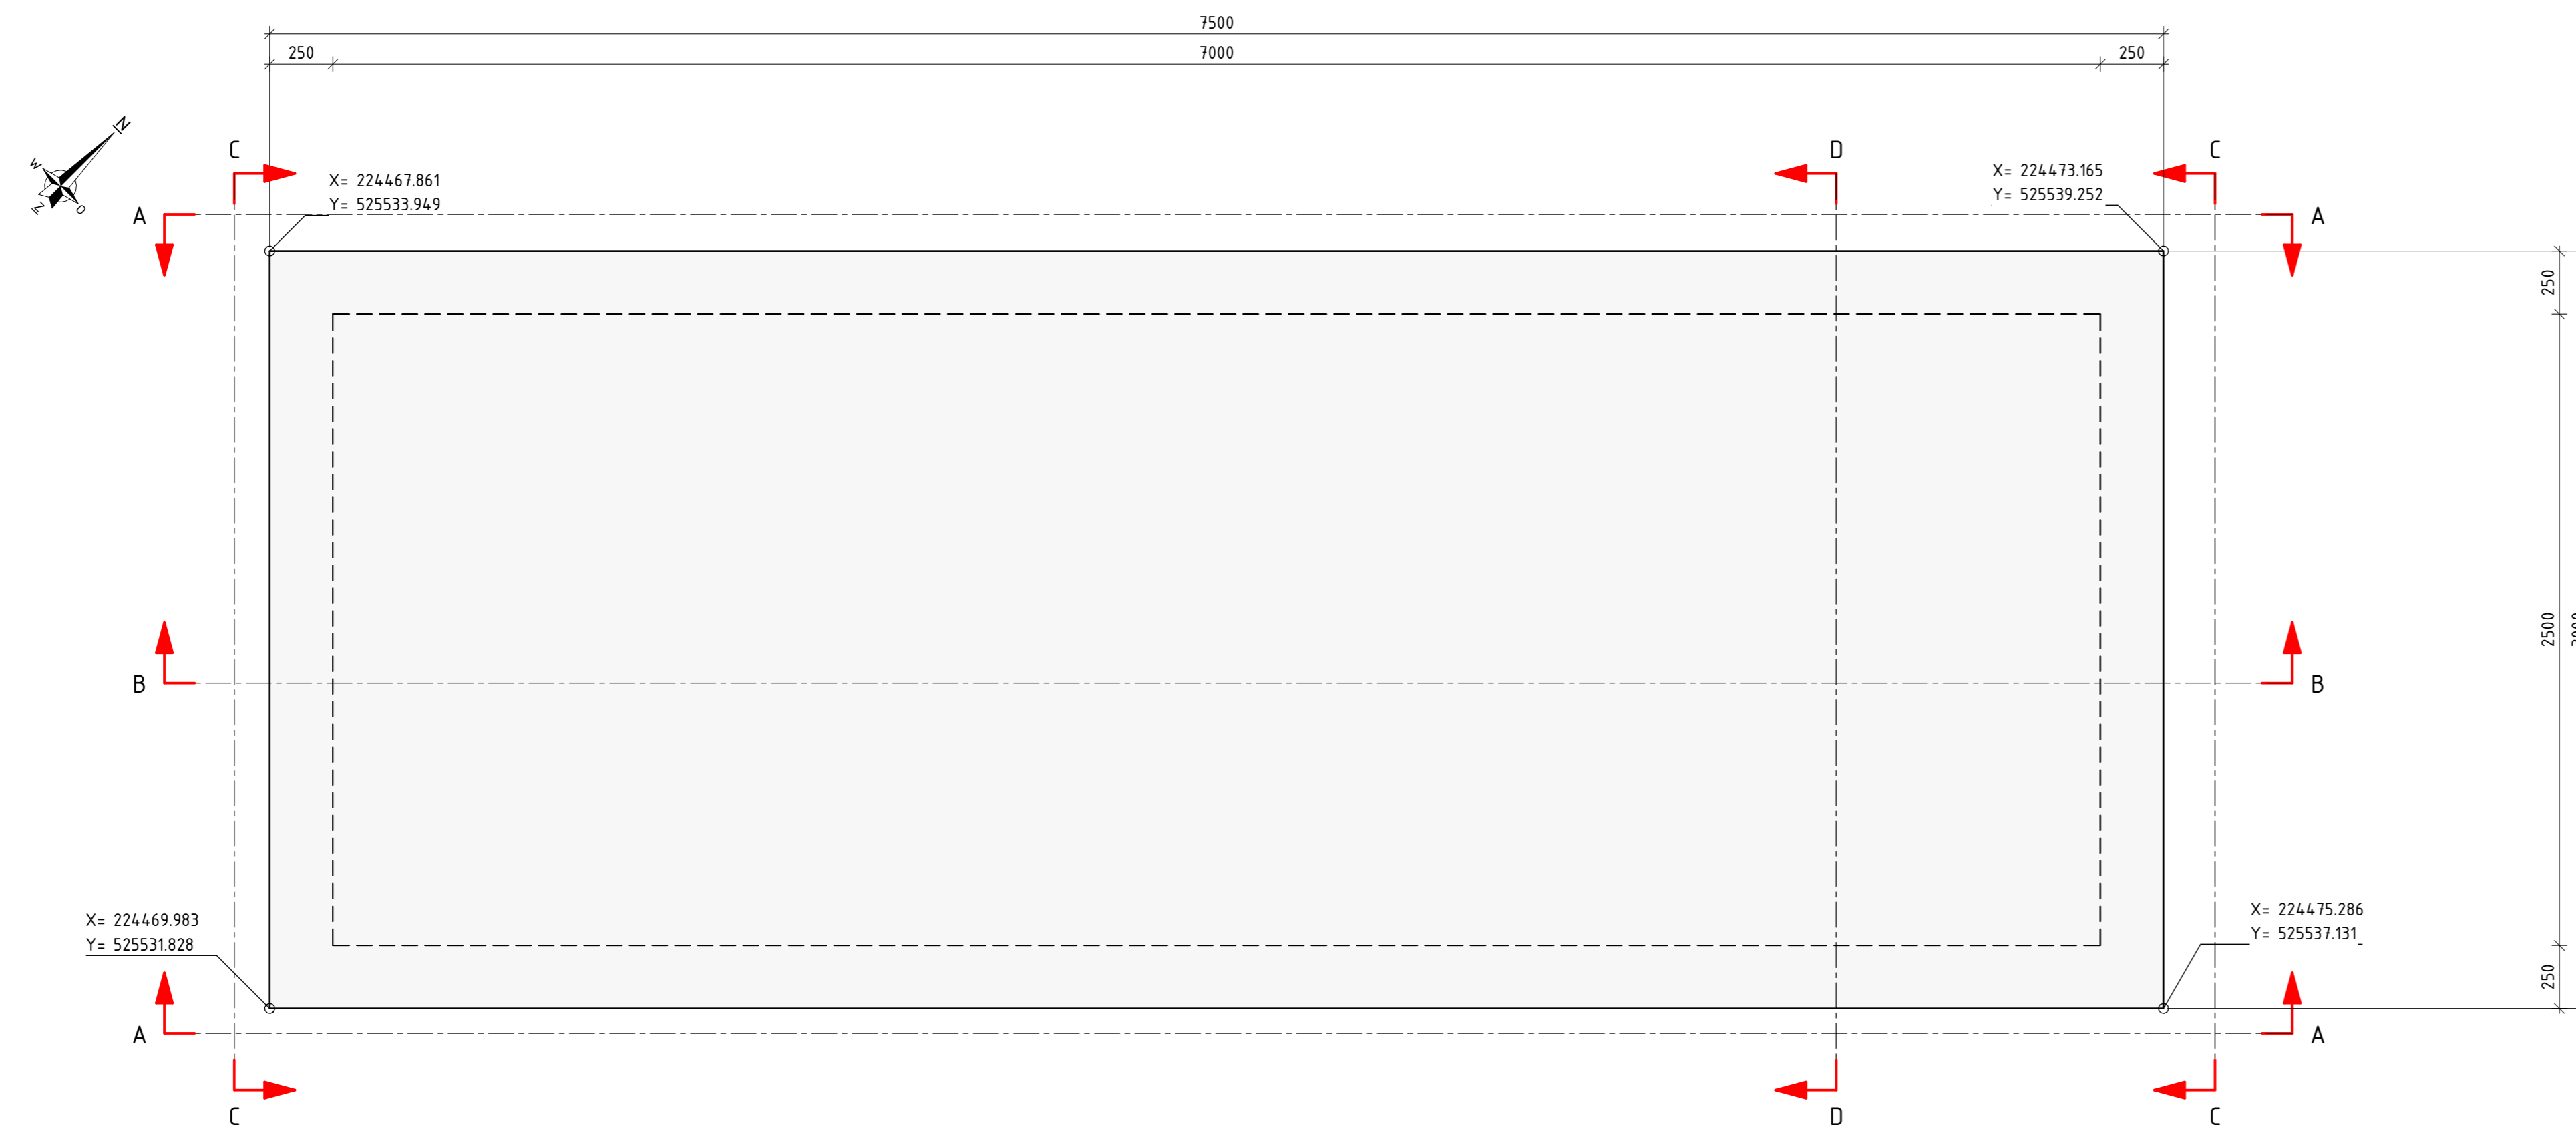 7500
250
7000
250
N
W
Z
O
C
D
C
X= 224467.861
Y= 525533.949
X= 224473.165
Y= 525539.252
A
A
250
B
B
2500
X= 224469.983
Y= 525531.828
X= 224475.286
Y= 525537.131
250
A
A
C
D
C